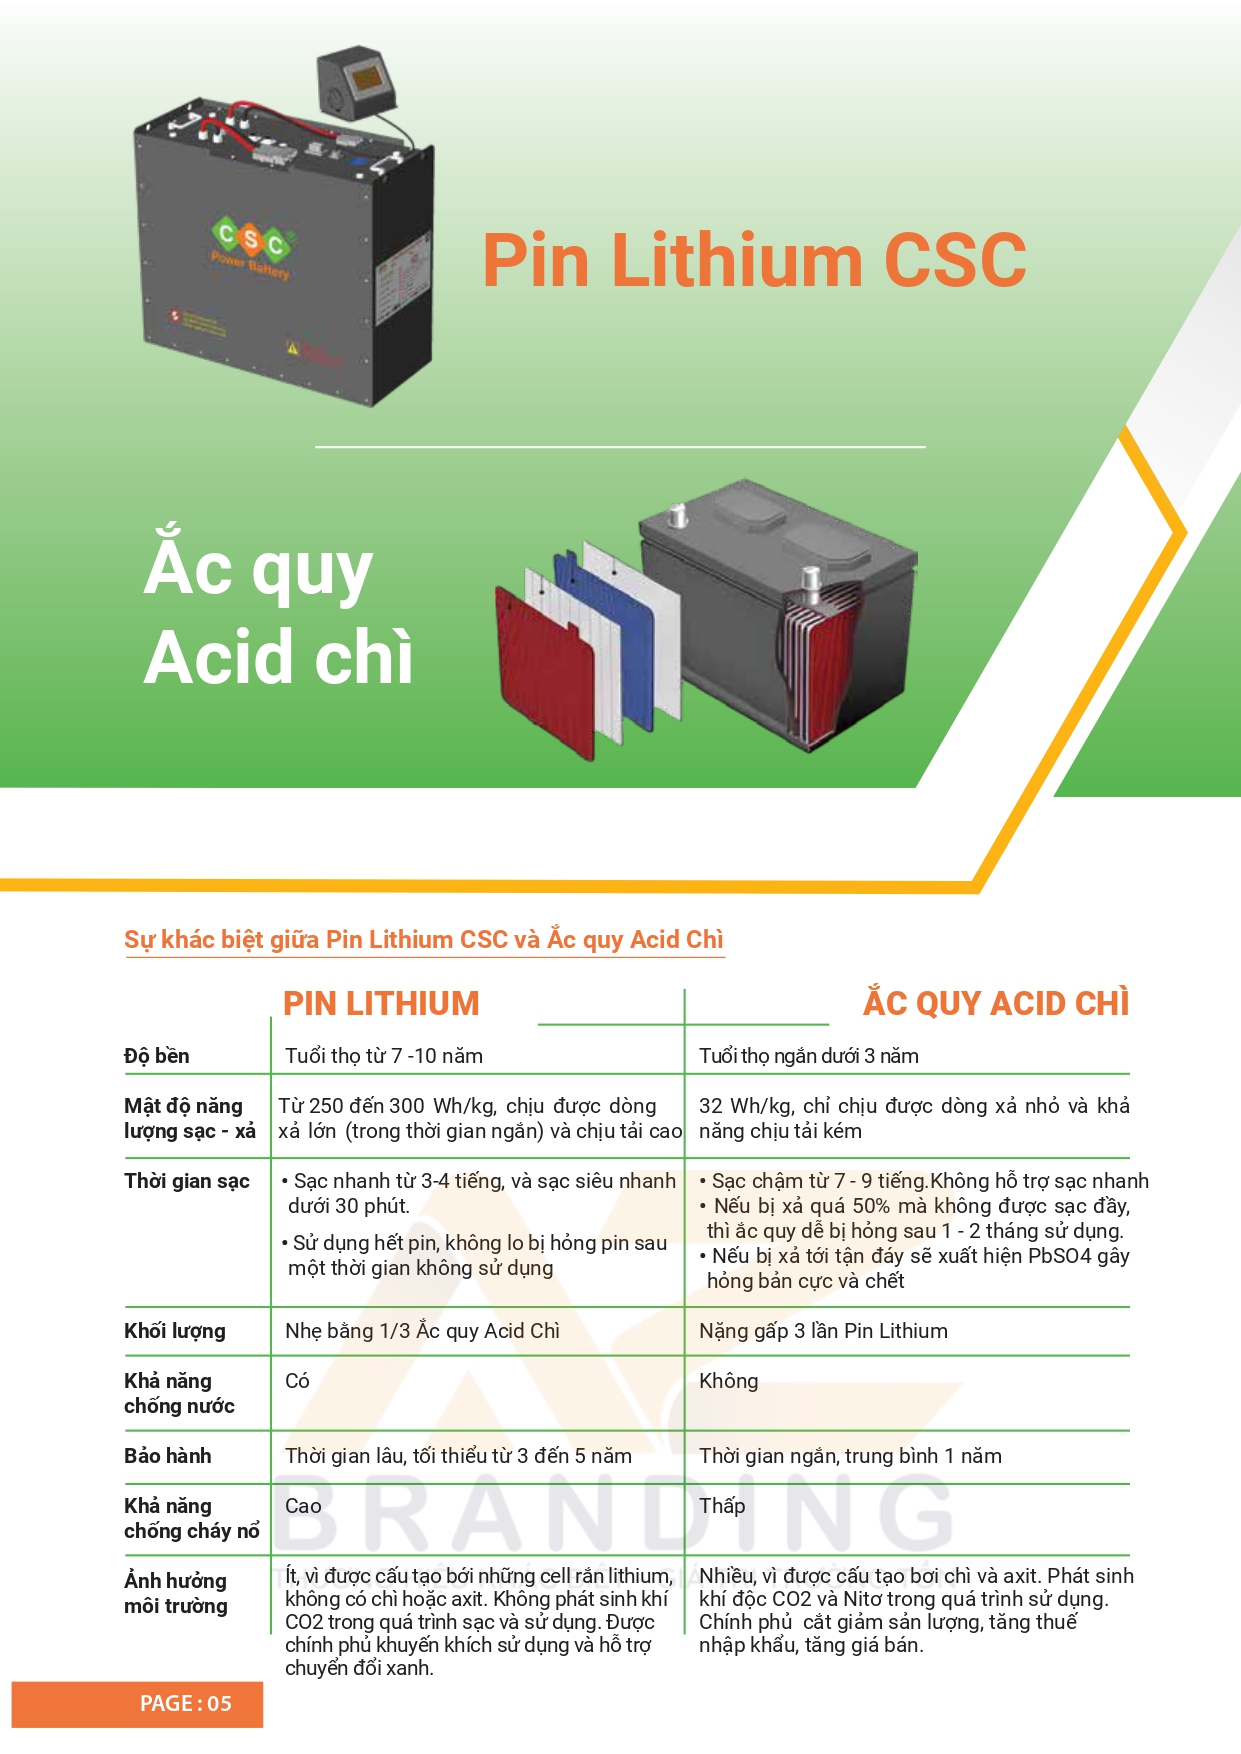 CSC
Power Battery
Pin Lithium CSC
Ắc quy
Acid chì
Sự khác biệt giữa Pin Lithium CSC và Ắc quy Acid Chì
PIN LITHIUM
ẮC QUY ACID CHÌ
Độ bền
Tuổi thọ từ 7 -10 năm
Tuổi thọ ngắn dưới 3 năm
Mật độ năng
lượng sạc - xả
Từ 250 đến 300 Wh/kg, chịu được dòng
xả lớn (trong thời gian ngắn) và chịu tải cao
32 Wh/kg, chỉ chịu được dòng xả nhỏ và khả
năng chịu tải kém
Thời gian sạc
• Sạc nhanh từ 3-4 tiếng, và sạc siêu nhanh
dưới 30 phút.
• Sử dụng hết pin, không lo bị hỏng pin sau
một thời gian không sử dụng
• Sạc chậm từ 7 - 9 tiếng.Không hỗ trợ sạc nhanh
• Nếu bị xả quá 50% mà không được sạc đầy,
thì ắc quy dễ bị hỏng sau 1 - 2 tháng sử dụng.
• Nếu bị xả tới tận đáy sẽ xuất hiện PbSO4 gây
hỏng bản cực và chết
Khối lượng
Nhẹ bằng 1/3 Ắc quy Acid Chì
Nặng gấp 3 lần Pin Lithium
Khả năng
chống nước
Có
Không
Bảo hành
Thời gian lâu, tối thiểu từ 3 đến 5 năm
Thời gian ngắn, trung bình 1 năm
Khả năng
chống cháy nổ
Cao
Thấp
BRANDING
Ảnh hưởng
môi trường
Ít, vì được cấu tạo bới những cell rắn lithium,
không có chì hoặc axit. Không phát sinh khí
CO2 trong quá trình sạc và sử dụng. Được
chính phủ khuyến khích sử dụng và hỗ trợ
chuyển đổi xanh.
Nhiều, vì được cấu tạo bởi chì và axit. Phát sinh
khí độc CO2 và Nitơ trong quá trình sử dụng.
Chính phủ cắt giảm sản lượng, tăng thuế
nhập khẩu, tăng giá bán.
PAGE : 05